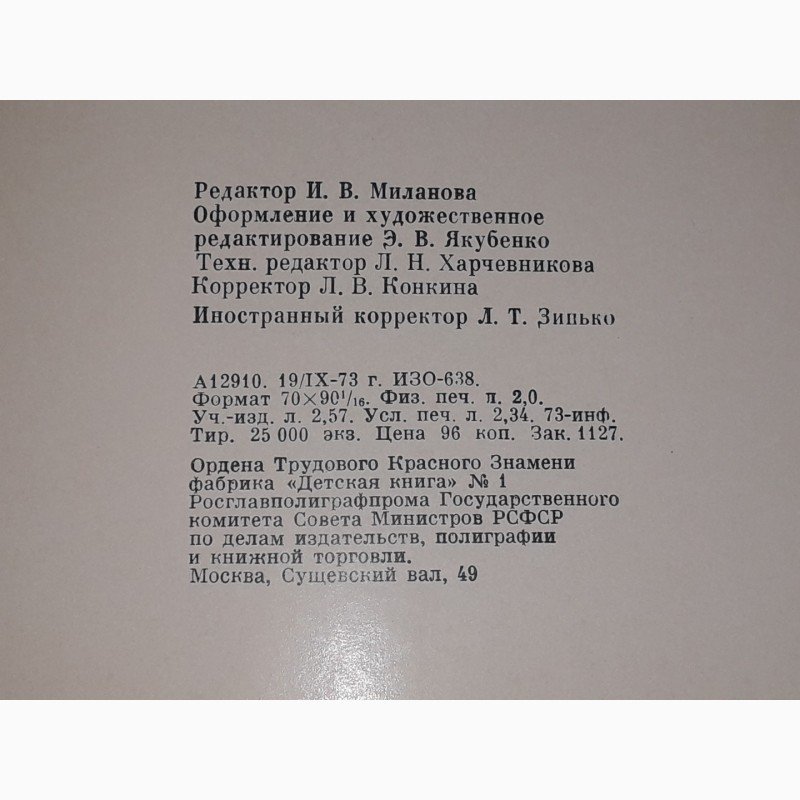 Редактор И. В. Миланова
Оформление и художественное
редактирование Э. В. Якубенко
Техн. редактор Л. Н. Харчевникова
Корректор Л. В. Конкина
Иностранный корректор Л. Т. Зипько
А12910. 19/IX-73 г. ИЗО-638.
Формат 70×90¹/₁₆. Физ. печ. л. 2,0.
Уч.-изд. л. 2,57. Усл. печ. л. 2,34. 73-инф.
Тир. 25 000 экз. Цена 96 коп. Зак. 1127.
Ордена Трудового Красного Знамени
фабрика «Детская книга» № 1
Росглавполиграфпрома Государственного
комитета Совета Министров РСФСР
по делам издательств, полиграфии
и книжной торговли.
Москва, Сущевский вал, 49